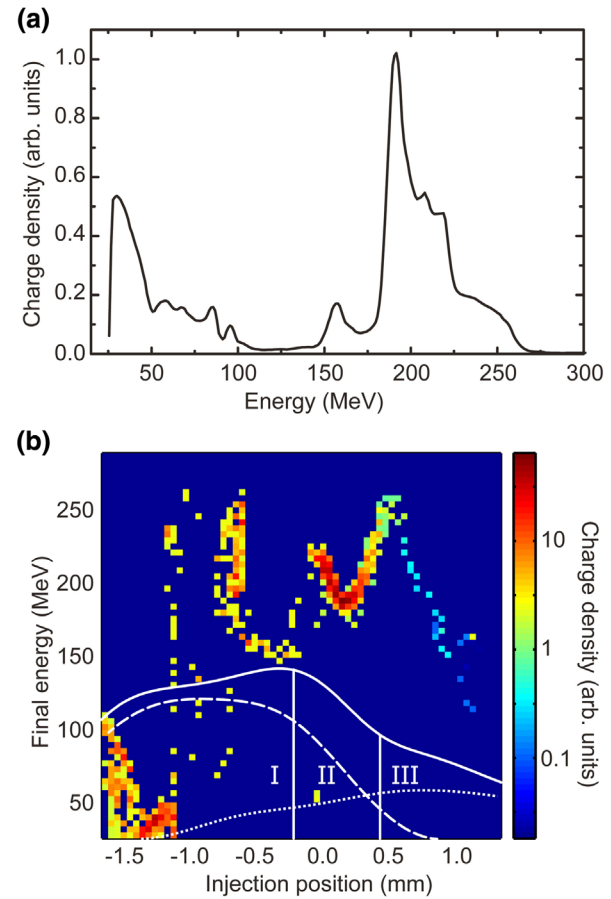 (a)
Charge density (arb. units)
1.0
0.8
0.6
0.4
0.2
0.0
50 100 150 200 250 300
Energy (MeV)
(b)
Final energy (MeV)
250
200
150
100
50
I II III
-1.5 -1.0 -0.5 0.0 0.5 1.0
Injection position (mm)
10
1
0.1
Charge density (arb. units)